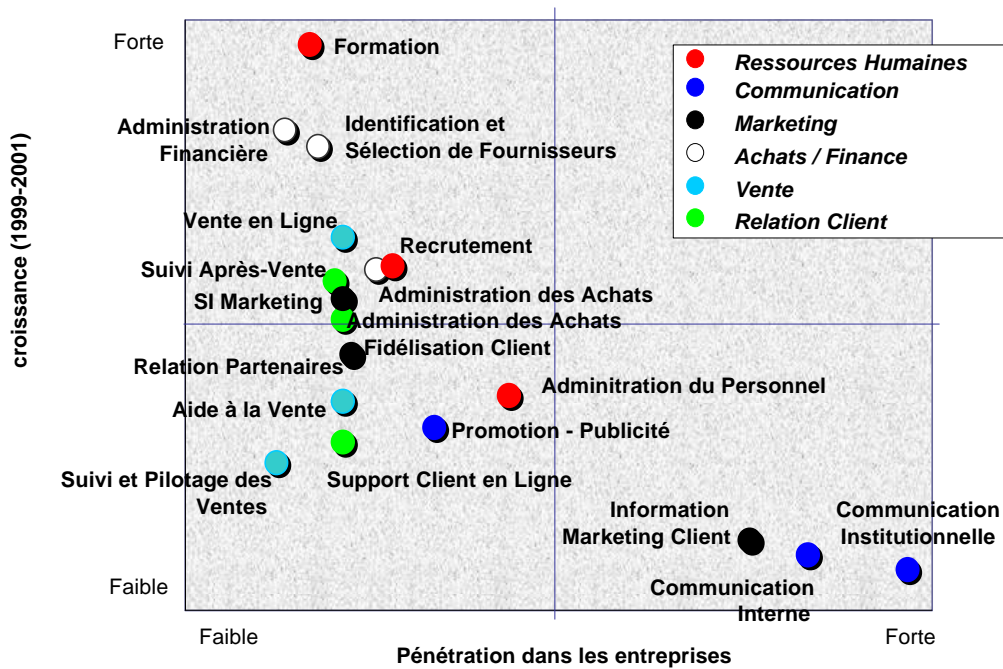 Forte
Formation
Ressources Humaines
Communication
Marketing
Achats / Finance
Vente
Relation Client
Administration
Financière
Identification et
Sélection de Fournisseurs
croissance (1999-2001)
Vente en Ligne
Recrutement
Suivi Après-Vente
Administration des Achats
SI Marketing
Administration des Achats
Fidélisation Client
Relation Partenaires
Adminitration du Personnel
Aide à la Vente
Promotion - Publicité
Suivi et Pilotage des
Ventes
Support Client en Ligne
Information
Marketing Client
Communication
Institutionnelle
Communication
Interne
Faible
Faible
Forte
Pénétration dans les entreprises